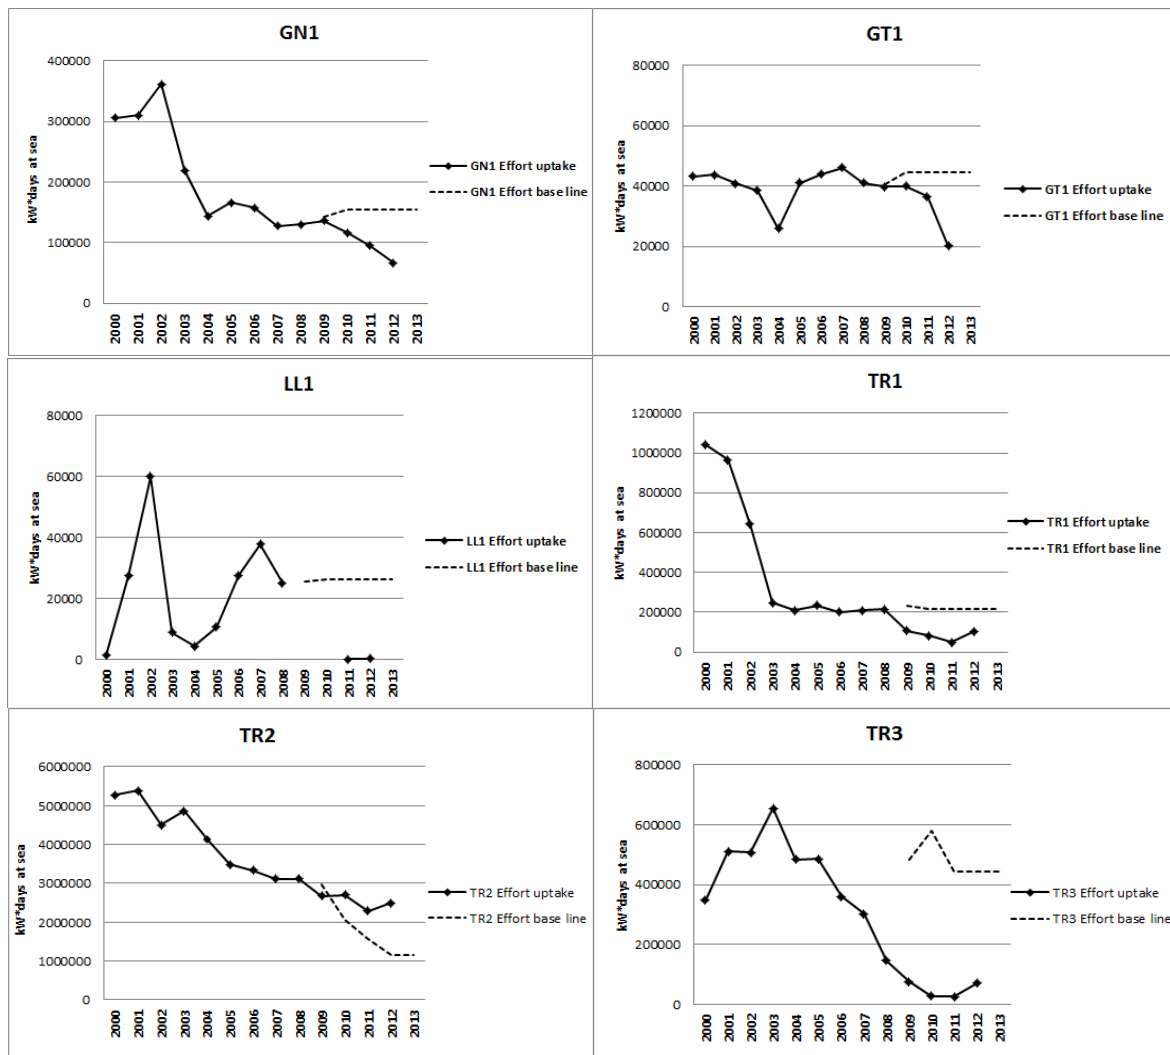 GN1
kW*days at sea
400000
300000
200000
100000
0
2000 2001 2002 2003 2004 2005 2006 2007 2008 2009 2010 2011 2012 2013
GN1 Effort uptake
GN1 Effort base line
GT1
kW*days at sea
80000
60000
40000
20000
0
2000 2001 2002 2003 2004 2005 2006 2007 2008 2009 2010 2011 2012 2013
GT1 Effort uptake
GT1 Effort base line
LL1
kW*days at sea
80000
60000
40000
20000
0
2000 2001 2002 2003 2004 2005 2006 2007 2008 2009 2010 2011 2012 2013
LL1 Effort uptake
LL1 Effort base line
TR1
kW*days at sea
1200000
1000000
800000
600000
400000
200000
0
2000 2001 2002 2003 2004 2005 2006 2007 2008 2009 2010 2011 2012 2013
TR1 Effort uptake
TR1 Effort base line
TR2
kW*days at sea
6000000
5000000
4000000
3000000
2000000
1000000
0
2000 2001 2002 2003 2004 2005 2006 2007 2008 2009 2010 2011 2012 2013
TR2 Effort uptake
TR2 Effort base line
TR3
kW*days at sea
800000
600000
400000
200000
0
2000 2001 2002 2003 2004 2005 2006 2007 2008 2009 2010 2011 2012 2013
TR3 Effort uptake
TR3 Effort base line